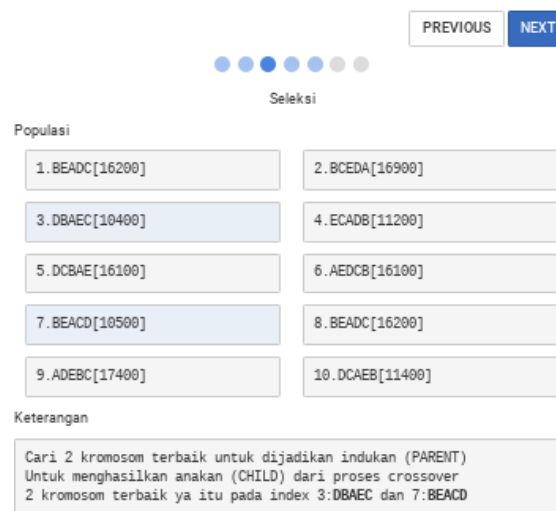 PREVIOUS NEXT
Seleksi
Populasi
1.BEADC[16200] 2.BCEDA[16900]
3.DBAEC[10400] 4.ECADB[11200]
5.DCBAE[16100] 6.AEDCB[16100]
7.BEACD[10500] 8.BEADC[16200]
9.ADEBC[17400] 10.DCAEB[11400]
Keterangan
Cari 2 kromosom terbaik untuk dijadikan indukan (PARENT)
Untuk menghasilkan anakan (CHILD) dari proses crossover
2 kromosom terbaik ya itu pada index 3:DBAEC dan 7:BEACD